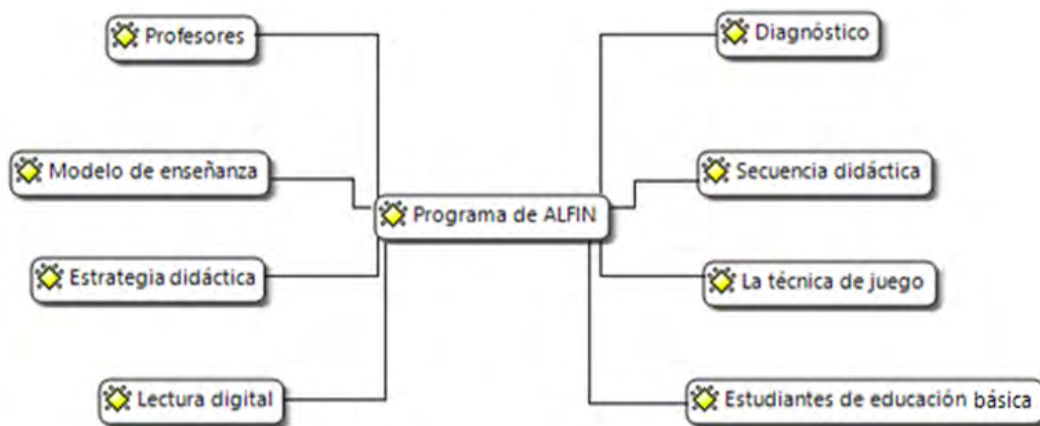 Profesores
Diagnóstico
Modelo de enseñanza
Secuencia didáctica
Programa de ALFIN
Estrategia didáctica
La técnica de juego
Lectura digital
Estudiantes de educación básica